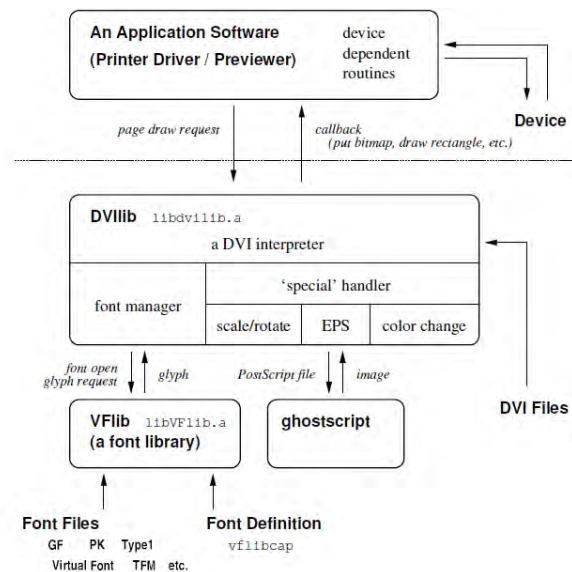 An Application Software
(Printer Driver / Previewer)
device
dependent
routines
Device
page draw request
callback
(put bitmap, draw rectangle, etc.)
DVIlib libdvilib.a
a DVI interpreter
font manager
‘special’ handler
scale/rotate
EPS
color change
font open
glyph request
glyph
PostScript file
image
DVI Files
VFlib libVFlib.a
(a font library)
ghostscript
Font Files
GF PK Type1
Virtual Font TFM etc.
Font Definition
vflibcap